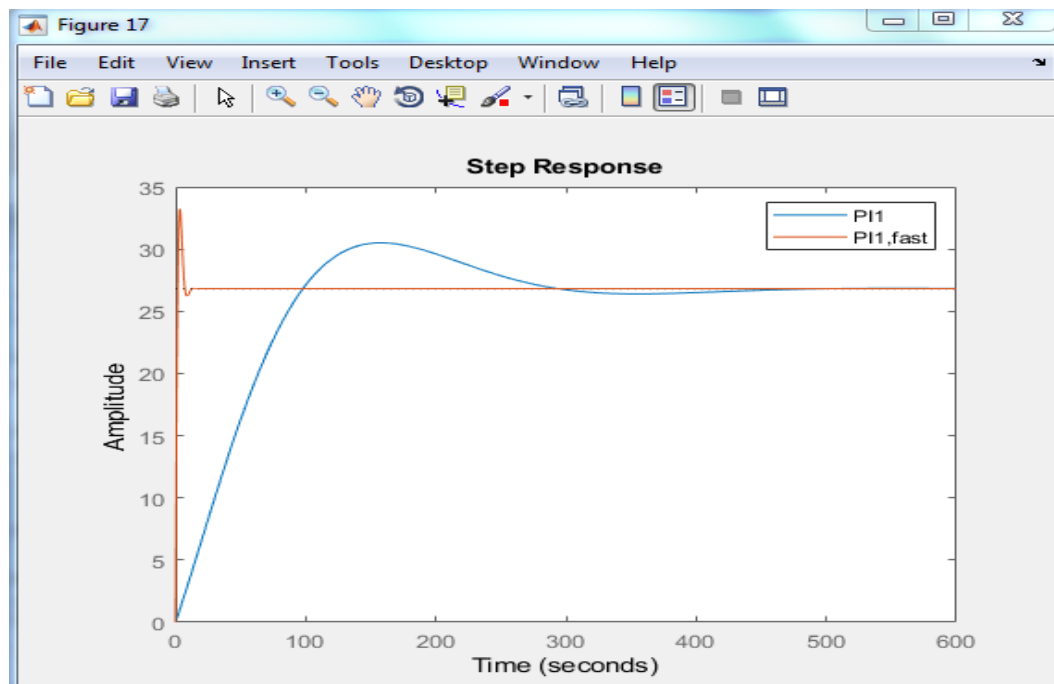 Figure 17
File Edit View Insert Tools Desktop Window Help
Step Response
PI1
PI1,fast
35
30
25
20
15
10
5
0
Amplitude
0 100 200 300 400 500 600
Time (seconds)